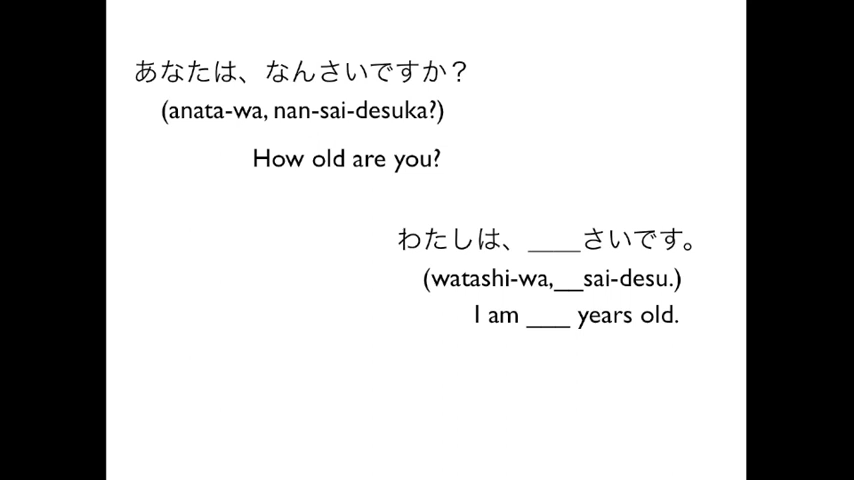 あなたは、なんさいですか？
(anata-wa, nan-sai-desuka?)
How old are you?
わたしは、____さいです。
(watashi-wa,__sai-desu.)
I am ___ years old.